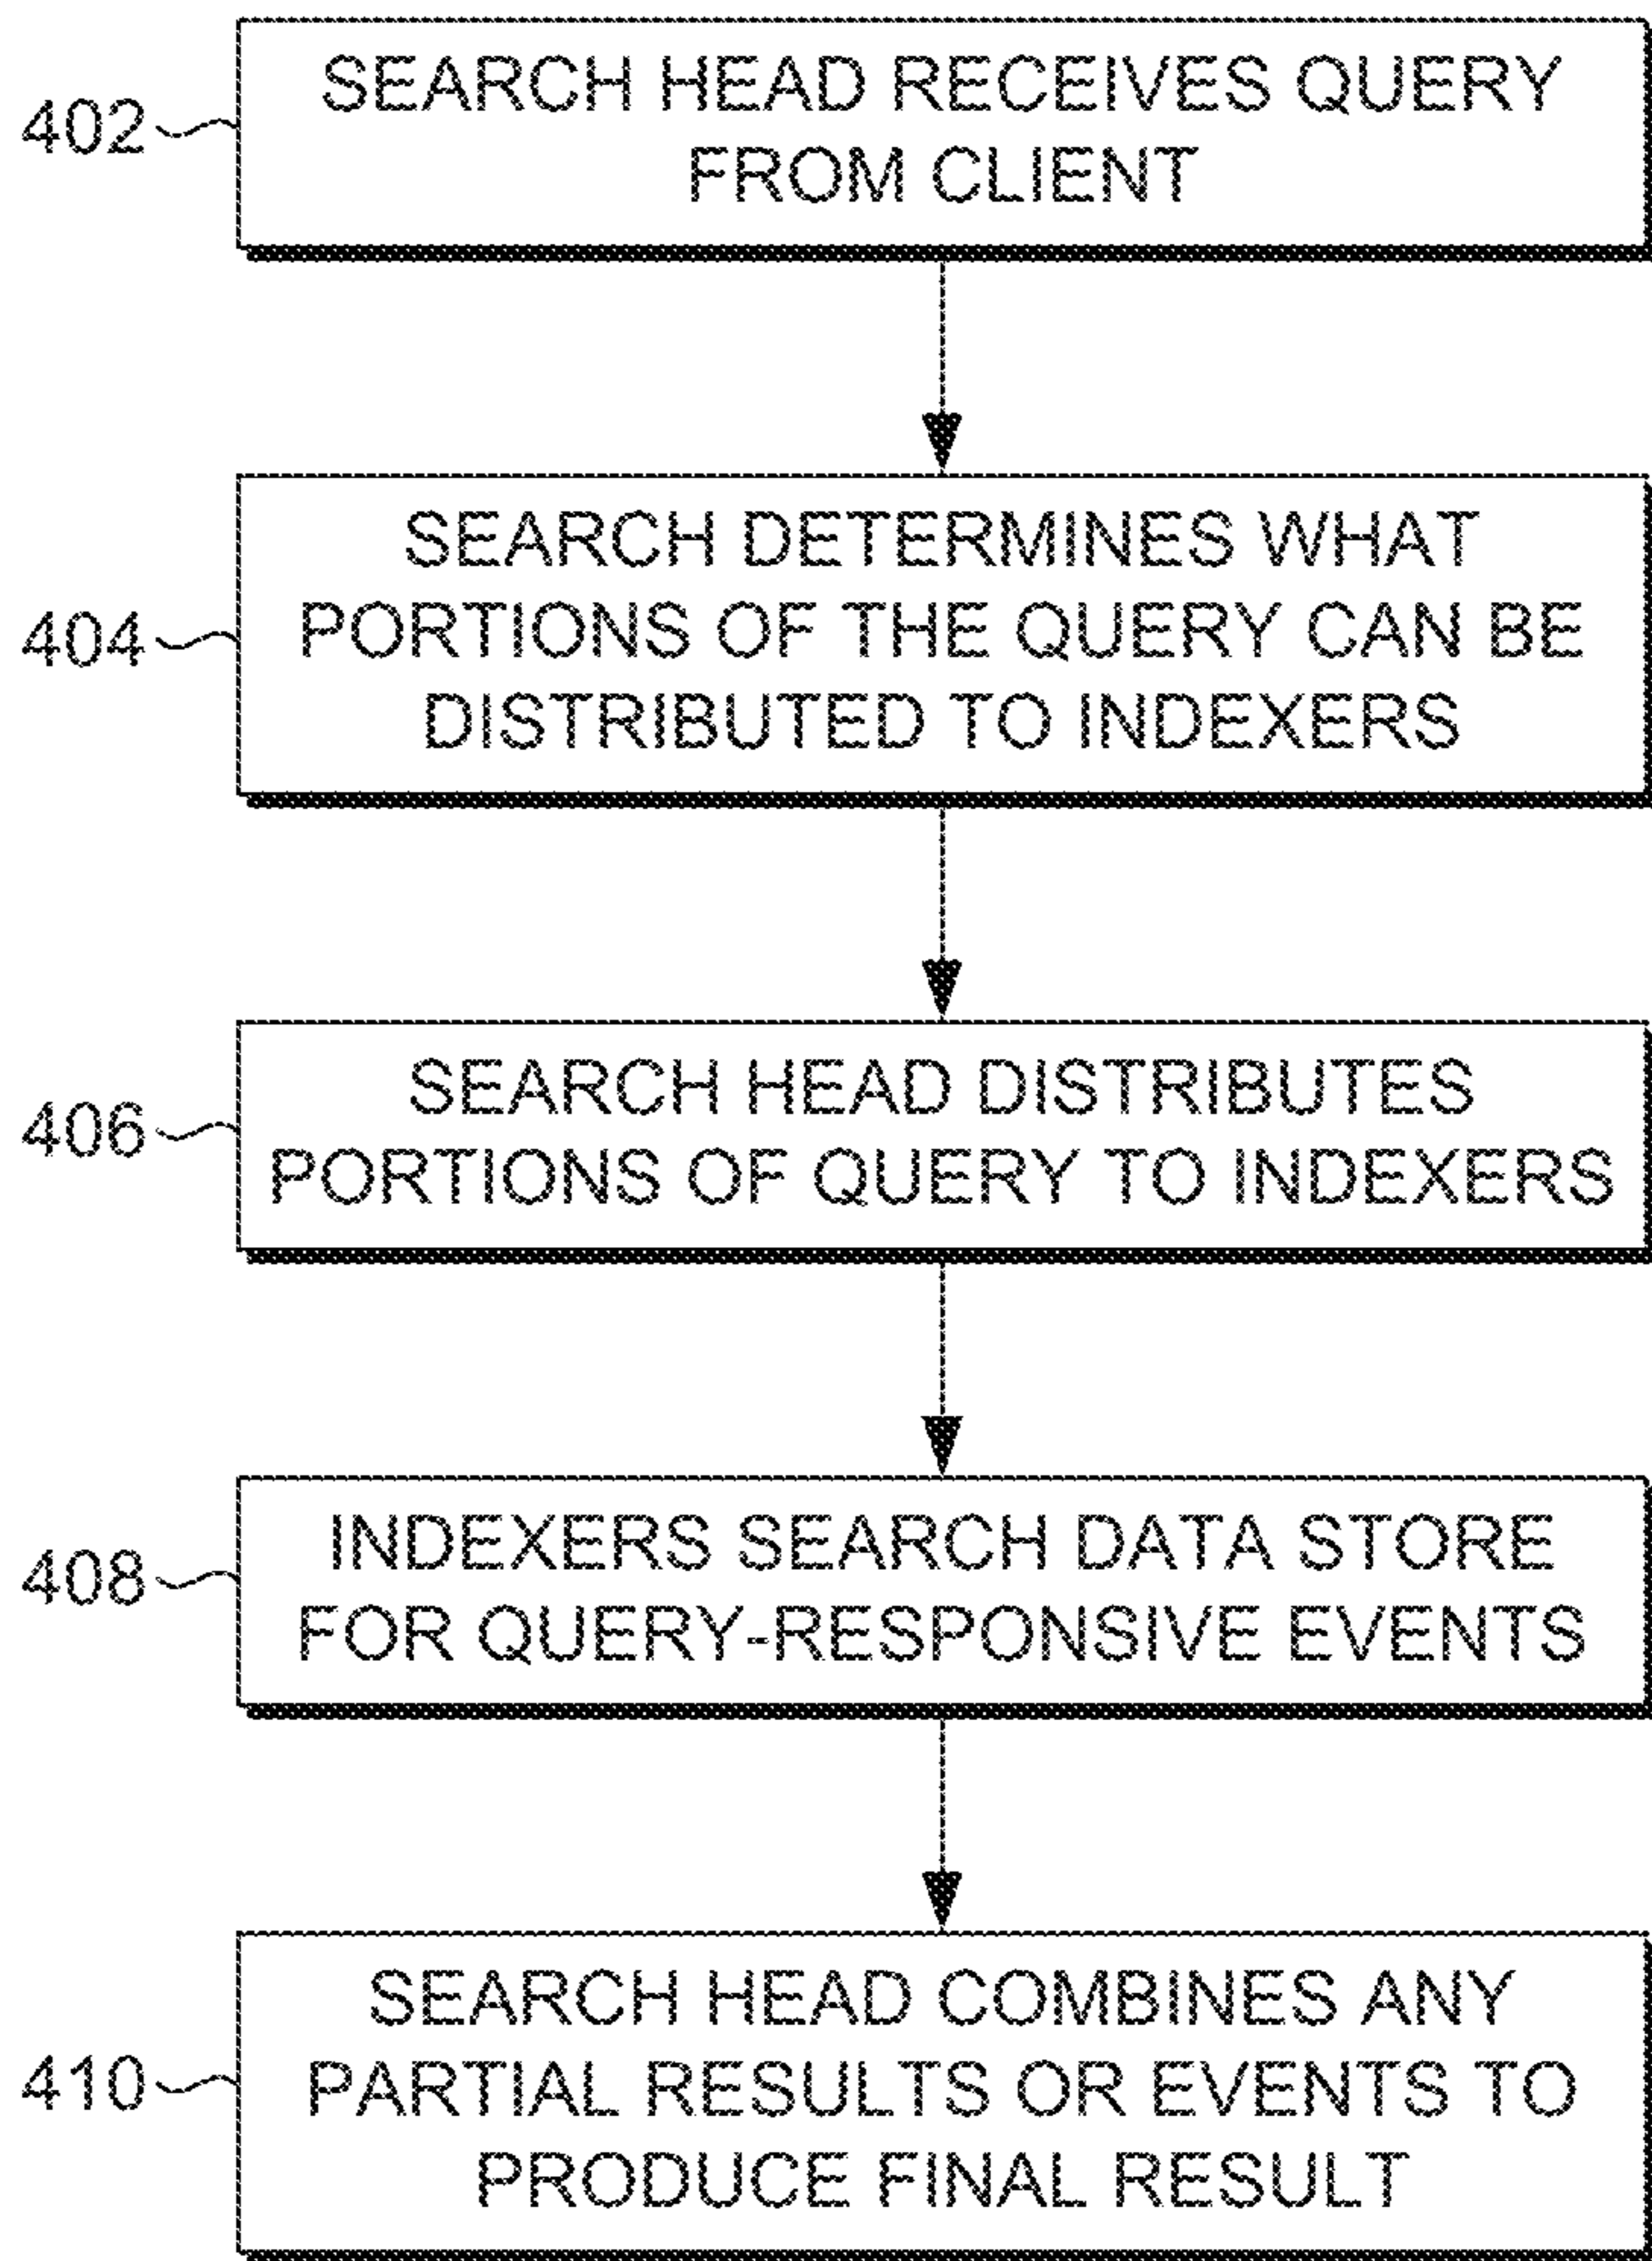 402
SEARCH HEAD RECEIVES QUERY
FROM CLIENT
404
SEARCH DETERMINES WHAT
PORTIONS OF THE QUERY CAN BE
DISTRIBUTED TO INDEXERS
406
SEARCH HEAD DISTRIBUTES
PORTIONS OF QUERY TO INDEXERS
408
INDEXERS SEARCH DATA STORE
FOR QUERY-RESPONSIVE EVENTS
410
SEARCH HEAD COMBINES ANY
PARTIAL RESULTS OR EVENTS TO
PRODUCE FINAL RESULT